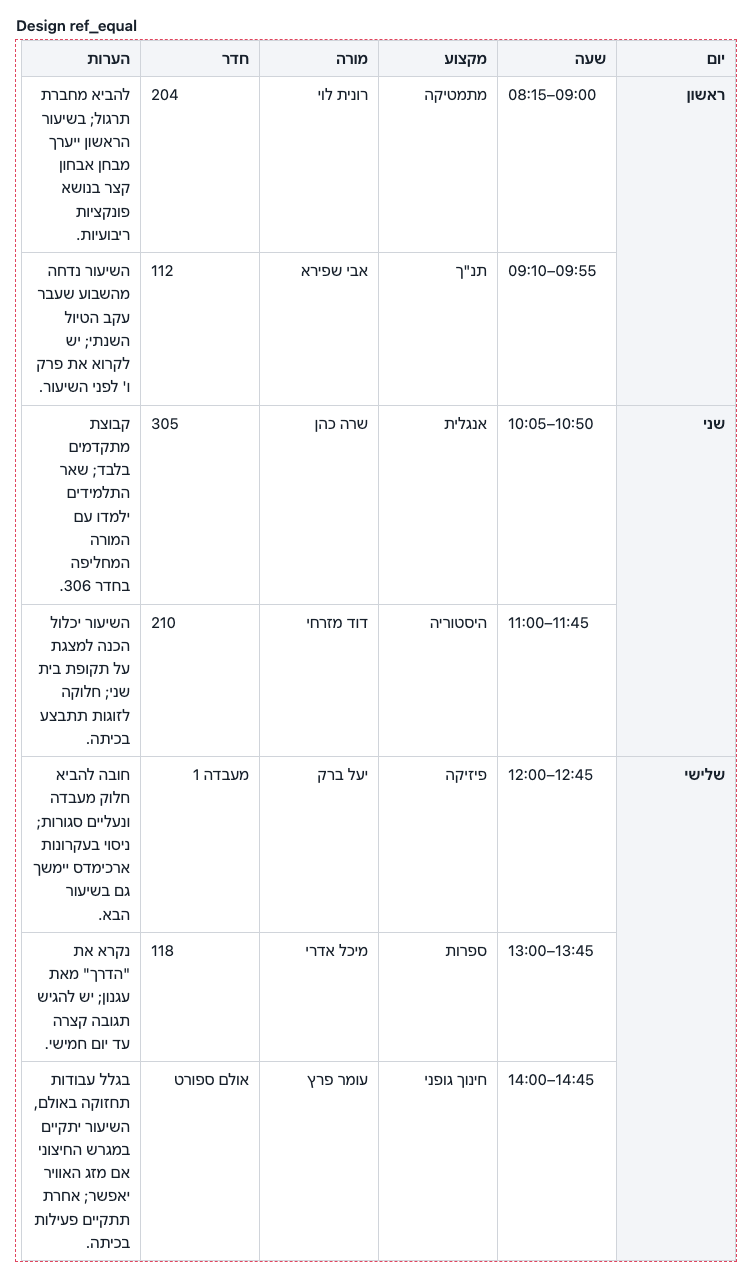 Design ref_equal
יום שעה מקצוע מורה חדר הערות
ראשון 08:15–09:00 מתמטיקה רונית לוי 204 להביא מחברת
תרגול; בשיעור
הראשון ייערך
מבחן אבחון
קצר בנושא
פונקציות
ריבועיות.
09:10–09:55 תנ"ך אבי שפירא 112 השיעור נדחה
מהשבוע שעבר
עקב הטיול
השנתי; יש
לקרוא את פרק
ו' לפני השיעור.
שני 10:05–10:50 אנגלית שרה כהן 305 קבוצת
מתקדמים
בלבד; שאר
התלמידים
ילמדו עם
המורה
המחליפה
בחדר 306.
11:00–11:45 היסטוריה דוד מזרחי 210 השיעור יכלול
הכנה למצגת
על תקופת בית
שני; חלוקה
לזוגות תתבצע
בכיתה.
שלישי 12:00–12:45 פיזיקה יעל ברק מעבדה 1 חובה להביא
חלוק מעבדה
ונעליים סגורות;
ניסוי בעקרונות
ארכימדס יימשך
גם בשיעור
הבא.
13:00–13:45 ספרות מיכל אדרי 118 נקרא את
"הדרך" מאת
עגנון; יש להגיש
תגובה קצרה
עד יום חמישי.
14:00–14:45 חינוך גופני עומר פרץ אולם ספורט בגלל עבודות
תחזוקה באולם,
השיעור יתקיים
במגרש החיצוני
אם מזג האוויר
יאפשר; אחרת
תתקיים פעילות
בכיתה.